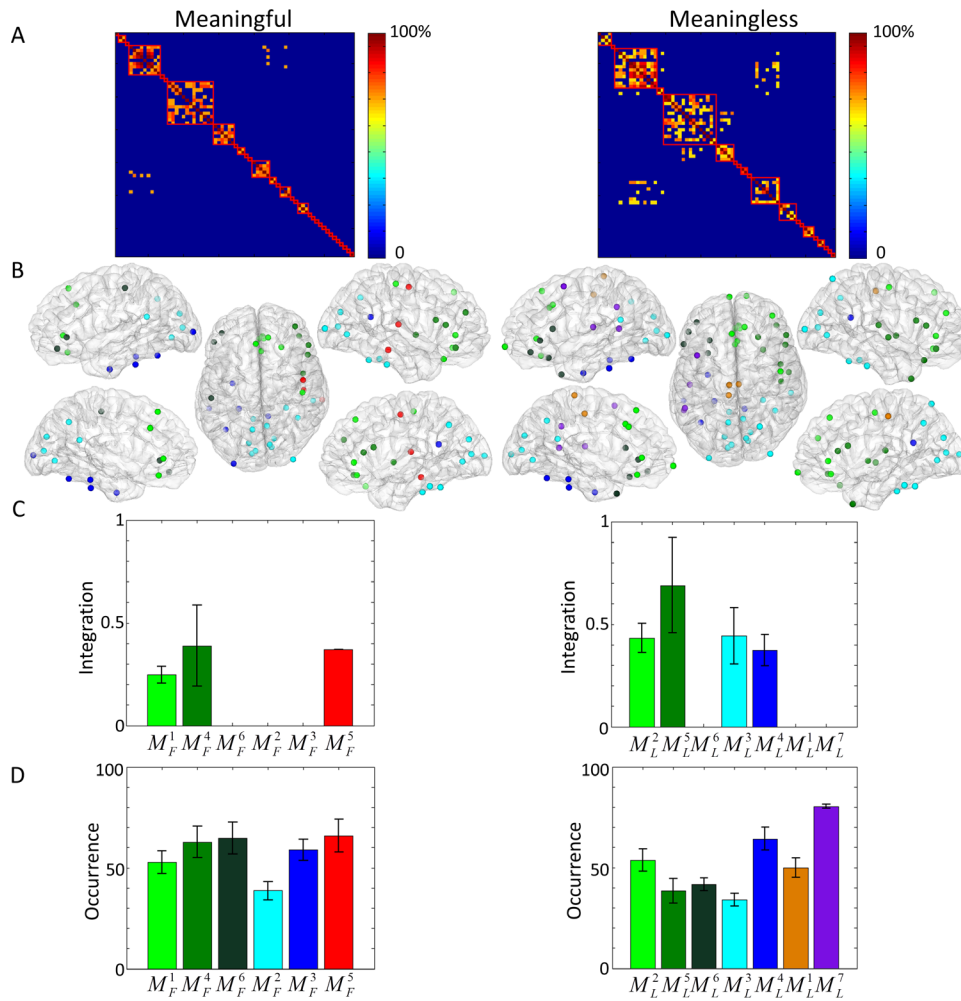 Meaningful Meaningless
A
100% 100%
0 0
B
C
1 1
Integration Integration
0.5 0.5
0 0
M_F^1 M_F^4 M_F^6 M_F^2 M_F^3 M_F^5 M_L^2 M_L^5 M_L^6 M_L^3 M_L^4 M_L^1 M_L^7
D
100 100
Occurrence Occurrence
50 50
0 0
M_F^1 M_F^4 M_F^6 M_F^2 M_F^3 M_F^5 M_L^2 M_L^5 M_L^6 M_L^3 M_L^4 M_L^1 M_L^7